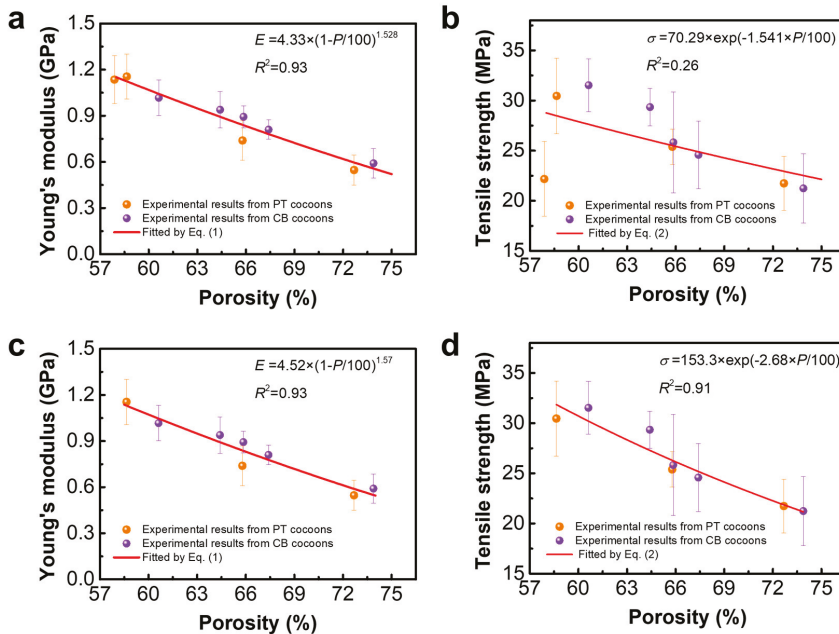 a
E = 4.33×(1-P/100)^1.528
R²=0.93
Young's modulus (GPa)
1.5
1.2
0.9
0.6
0.3
0.0
Experimental results from PT cocoons
Experimental results from CB cocoons
Fitted by Eq. (1)
57 60 63 66 69 72 75
Porosity (%)
b
σ =70.29×exp(-1.541×P/100)
R²=0.26
Tensile strength (MPa)
35
30
25
20
15
Experimental results from PT cocoons
Experimental results from CB cocoons
Fitted by Eq. (2)
57 60 63 66 69 72 75
Porosity (%)
c
E =4.52×(1-P/100)^1.57
R²=0.93
Young's modulus (GPa)
1.5
1.2
0.9
0.6
0.3
0.0
Experimental results from PT cocoons
Experimental results from CB cocoons
Fitted by Eq. (1)
57 60 63 66 69 72 75
Porosity (%)
d
σ =153.3×exp(-2.68×P/100)
R²=0.91
Tensile strength (MPa)
35
30
25
20
15
Experimental results from PT cocoons
Experimental results from CB cocoons
Fitted by Eq. (2)
57 60 63 66 69 72 75
Porosity (%)